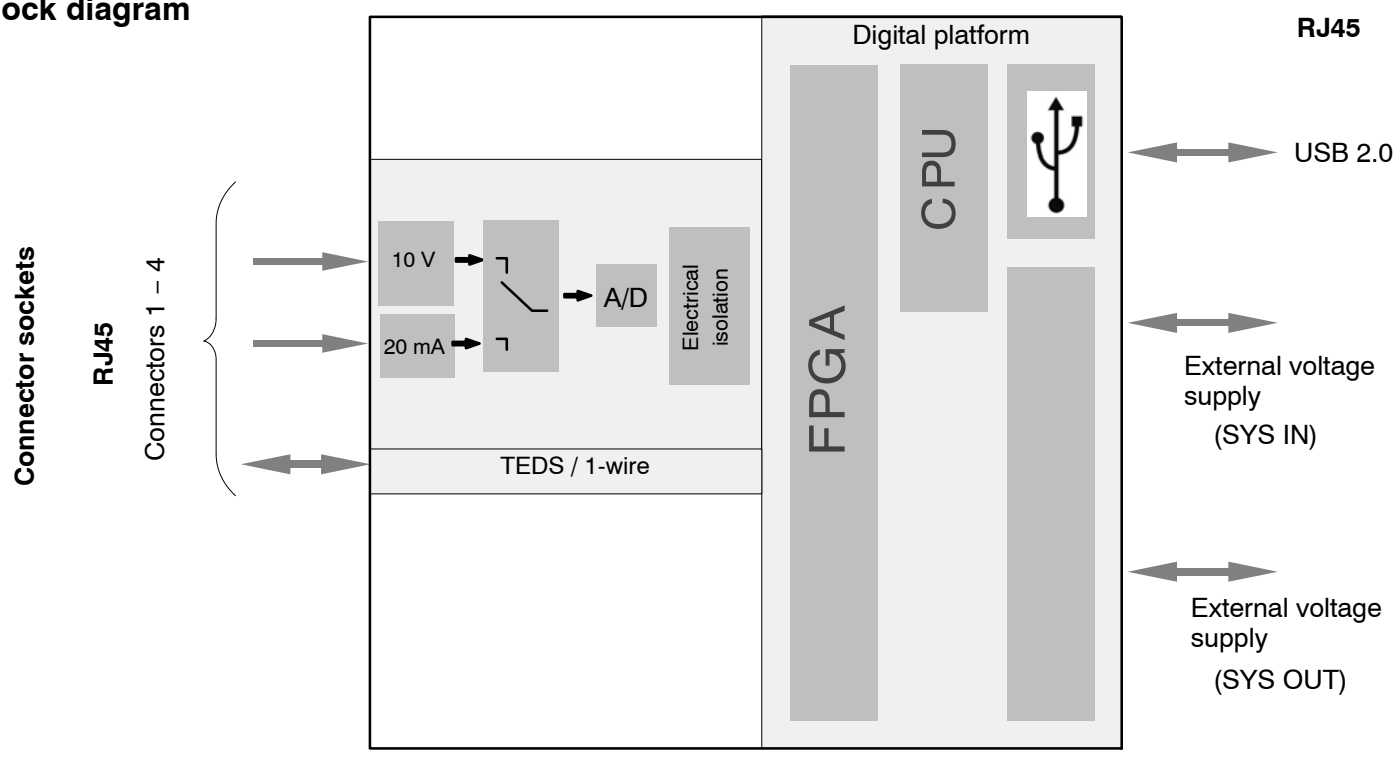 ock diagram
Digital platform
RJ45
CPU
USB 2.0
Connector sockets
RJ45
Connectors 1 – 4
10 V
20 mA
A/D
Electrical
isolation
FPGA
TEDS / 1-wire
External voltage
supply
(SYS IN)
External voltage
supply
(SYS OUT)